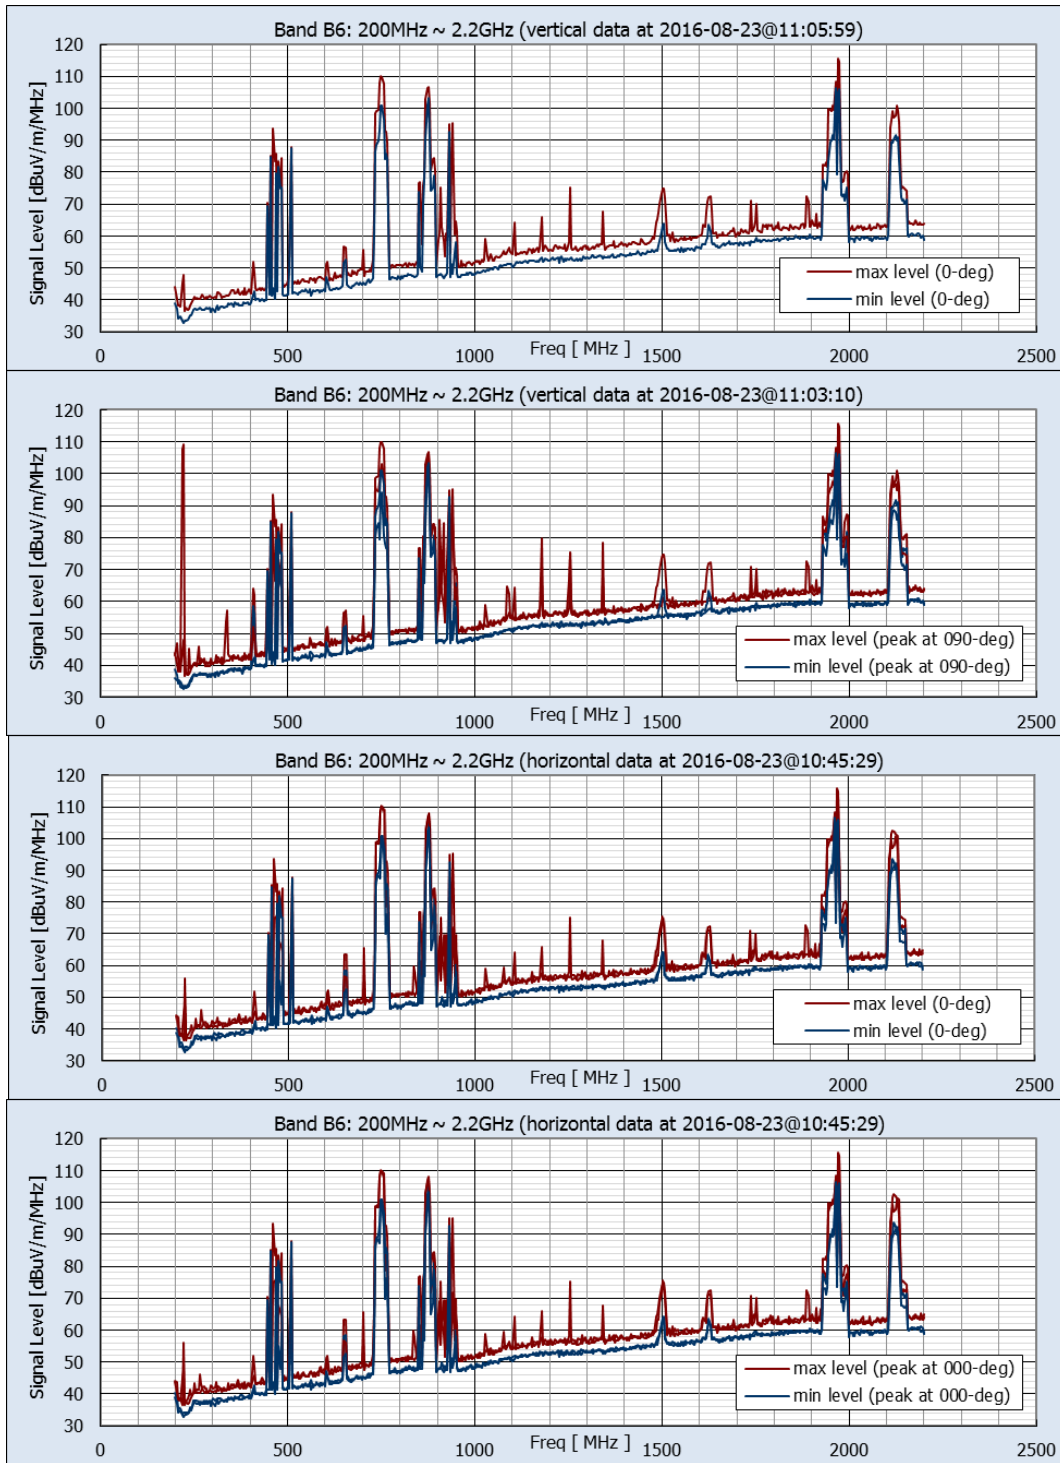 Band B6: 200MHz ~ 2.2GHz (vertical data at 2016-08-23@11:05:59)
120
110
100
90
80
70
60
50
40
30
Signal Level [dBuV/m/MHz]
max level (0-deg)
min level (0-deg)
0 500 1000 1500 2000 2500
Freq [ MHz ]
Band B6: 200MHz ~ 2.2GHz (vertical data at 2016-08-23@11:03:10)
120
110
100
90
80
70
60
50
40
30
Signal Level [dBuV/m/MHz]
max level (peak at 090-deg)
min level (peak at 090-deg)
0 500 1000 1500 2000 2500
Freq [ MHz ]
Band B6: 200MHz ~ 2.2GHz (horizontal data at 2016-08-23@10:45:29)
120
110
100
90
80
70
60
50
40
30
Signal Level [dBuV/m/MHz]
max level (0-deg)
min level (0-deg)
0 500 1000 1500 2000 2500
Freq [ MHz ]
Band B6: 200MHz ~ 2.2GHz (horizontal data at 2016-08-23@10:45:29)
120
110
100
90
80
70
60
50
40
30
Signal Level [dBuV/m/MHz]
max level (peak at 000-deg)
min level (peak at 000-deg)
0 500 1000 1500 2000 2500
Freq [ MHz ]